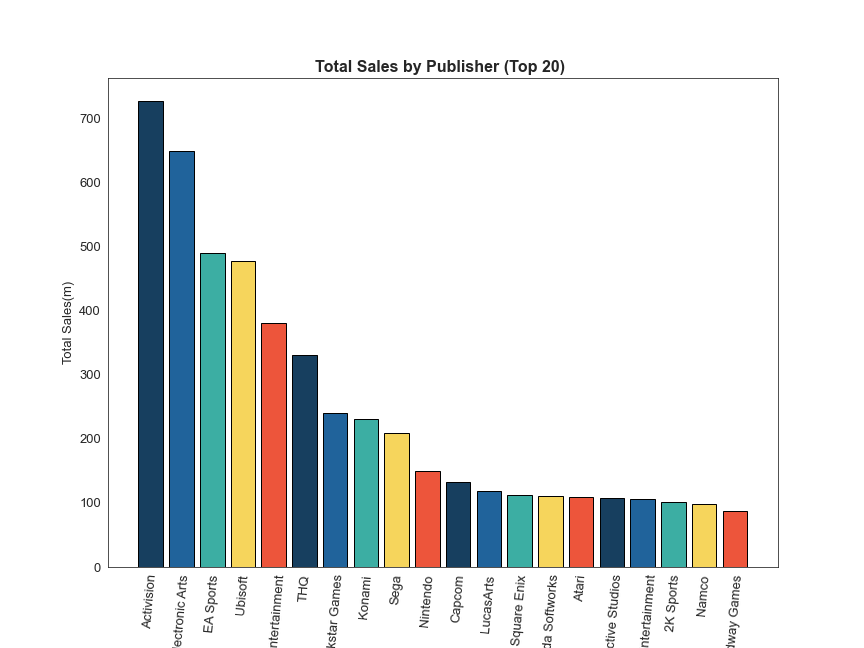 Total Sales by Publisher (Top 20)
Total Sales(m)
700
600
500
400
300
200
100
0
Activision
lectronic Arts
EA Sports
Ubisoft
ntertainment
THQ
kstar Games
Konami
Sega
Nintendo
Capcom
LucasArts
Square Enix
da Softworks
Atari
ctive Studios
ntertainment
2K Sports
Namco
dway Games